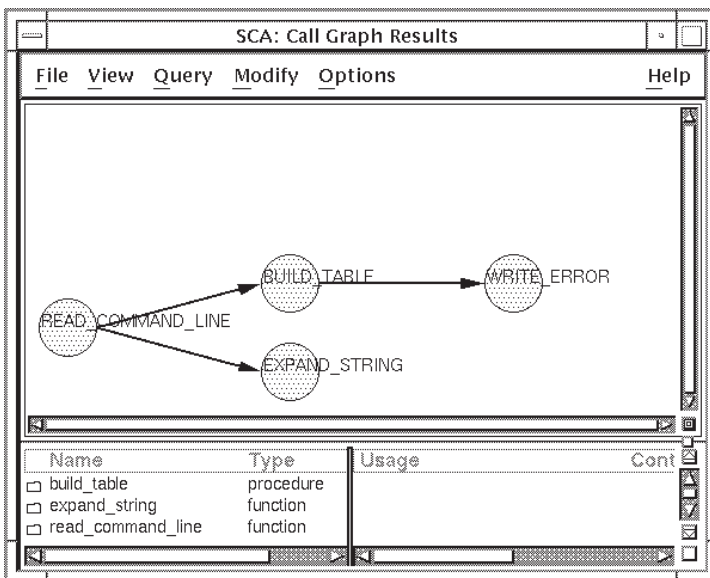 SCA: Call Graph Results
File View Query Modify Options Help
BUILD_TABLE
WRITE_ERROR
READ_COMMAND_LINE
EXPAND_STRING
Name Type Usage Cont
build_table procedure
expand_string function
read_command_line function